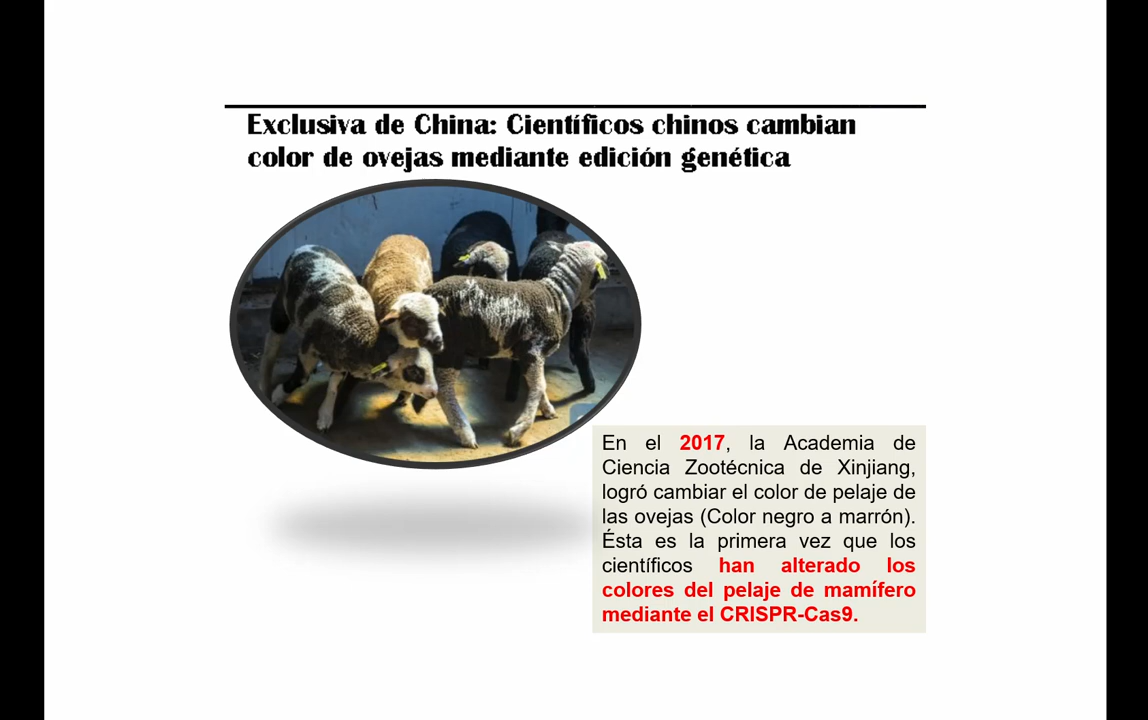 Exclusiva de China: Científicos chinos cambian
color de ovejas mediante edición genética
En el 2017, la Academia de
Ciencia Zootécnica de Xinjiang,
logró cambiar el color de pelaje de
las ovejas (Color negro a marrón).
Ésta es la primera vez que los
científicos han alterado los
colores del pelaje de mamífero
mediante el CRISPR-Cas9.